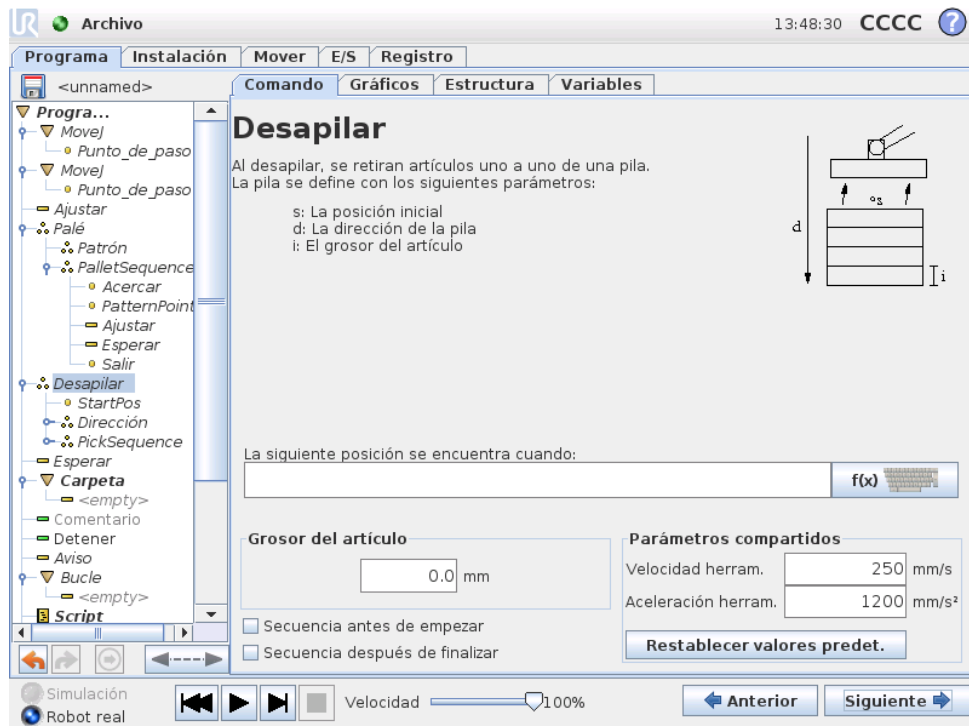 UR Archivo 13:48:30 CCCC ?
Programa Instalación Mover E/S Registro
<unnamed>
Comando Gráficos Estructura Variables
Progra...
MoveJ
Punto_de_paso
MoveJ
Punto_de_paso
Ajustar
Palé
Patrón
PalletSequence
Acercar
PatternPoint
Ajustar
Esperar
Salir
Desapilar
StartPos
Dirección
PickSequence
Esperar
Carpeta
<empty>
Comentario
Detener
Aviso
Bucle
<empty>
Script
Desapilar
Al desapilar, se retiran artículos uno a uno de una pila.
La pila se define con los siguientes parámetros:
s: La posición inicial
d: La dirección de la pila
i: El grosor del artículo
s
d
i
La siguiente posición se encuentra cuando:
f(x)
Grosor del artículo
0.0 mm
Secuencia antes de empezar
Secuencia después de finalizar
Parámetros compartidos
Velocidad herram. 250 mm/s
Aceleración herram. 1200 mm/s²
Restablecer valores predet.
Simulación
Robot real
Velocidad 100%
Anterior Siguiente